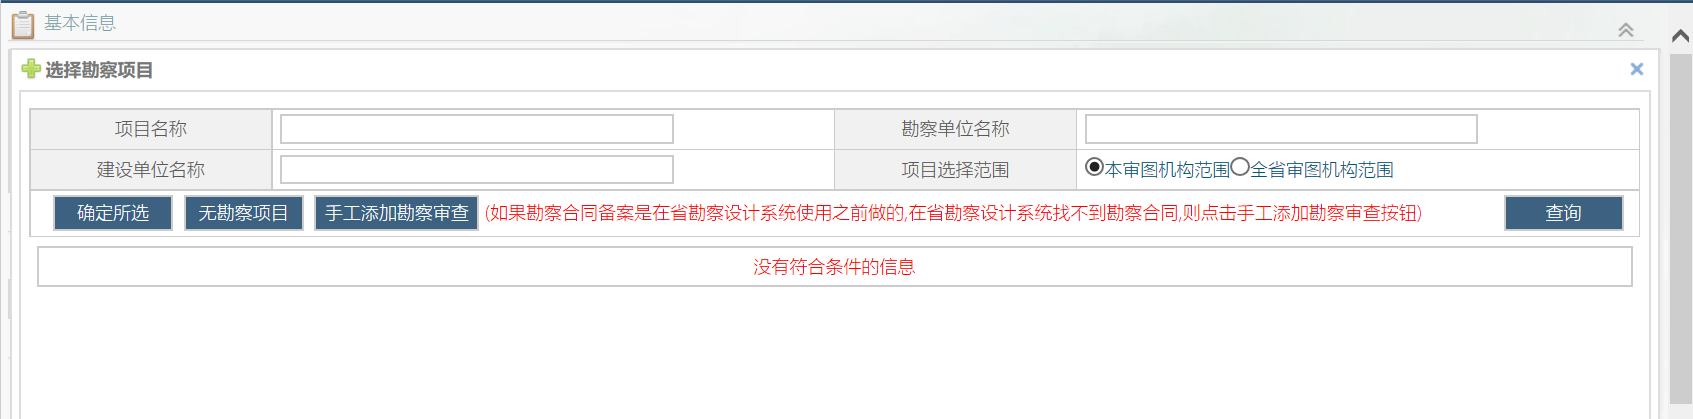 基本信息
选择勘察项目
项目名称 勘察单位名称
建设单位名称 项目选择范围 本审图机构范围 全省审图机构范围
确定所选 无勘察项目 手工添加勘察审查 (如果勘察合同备案是在省勘察设计系统使用之前做的,在省勘察设计系统找不到勘察合同,则点击手工添加勘察审查按钮) 查询
没有符合条件的信息